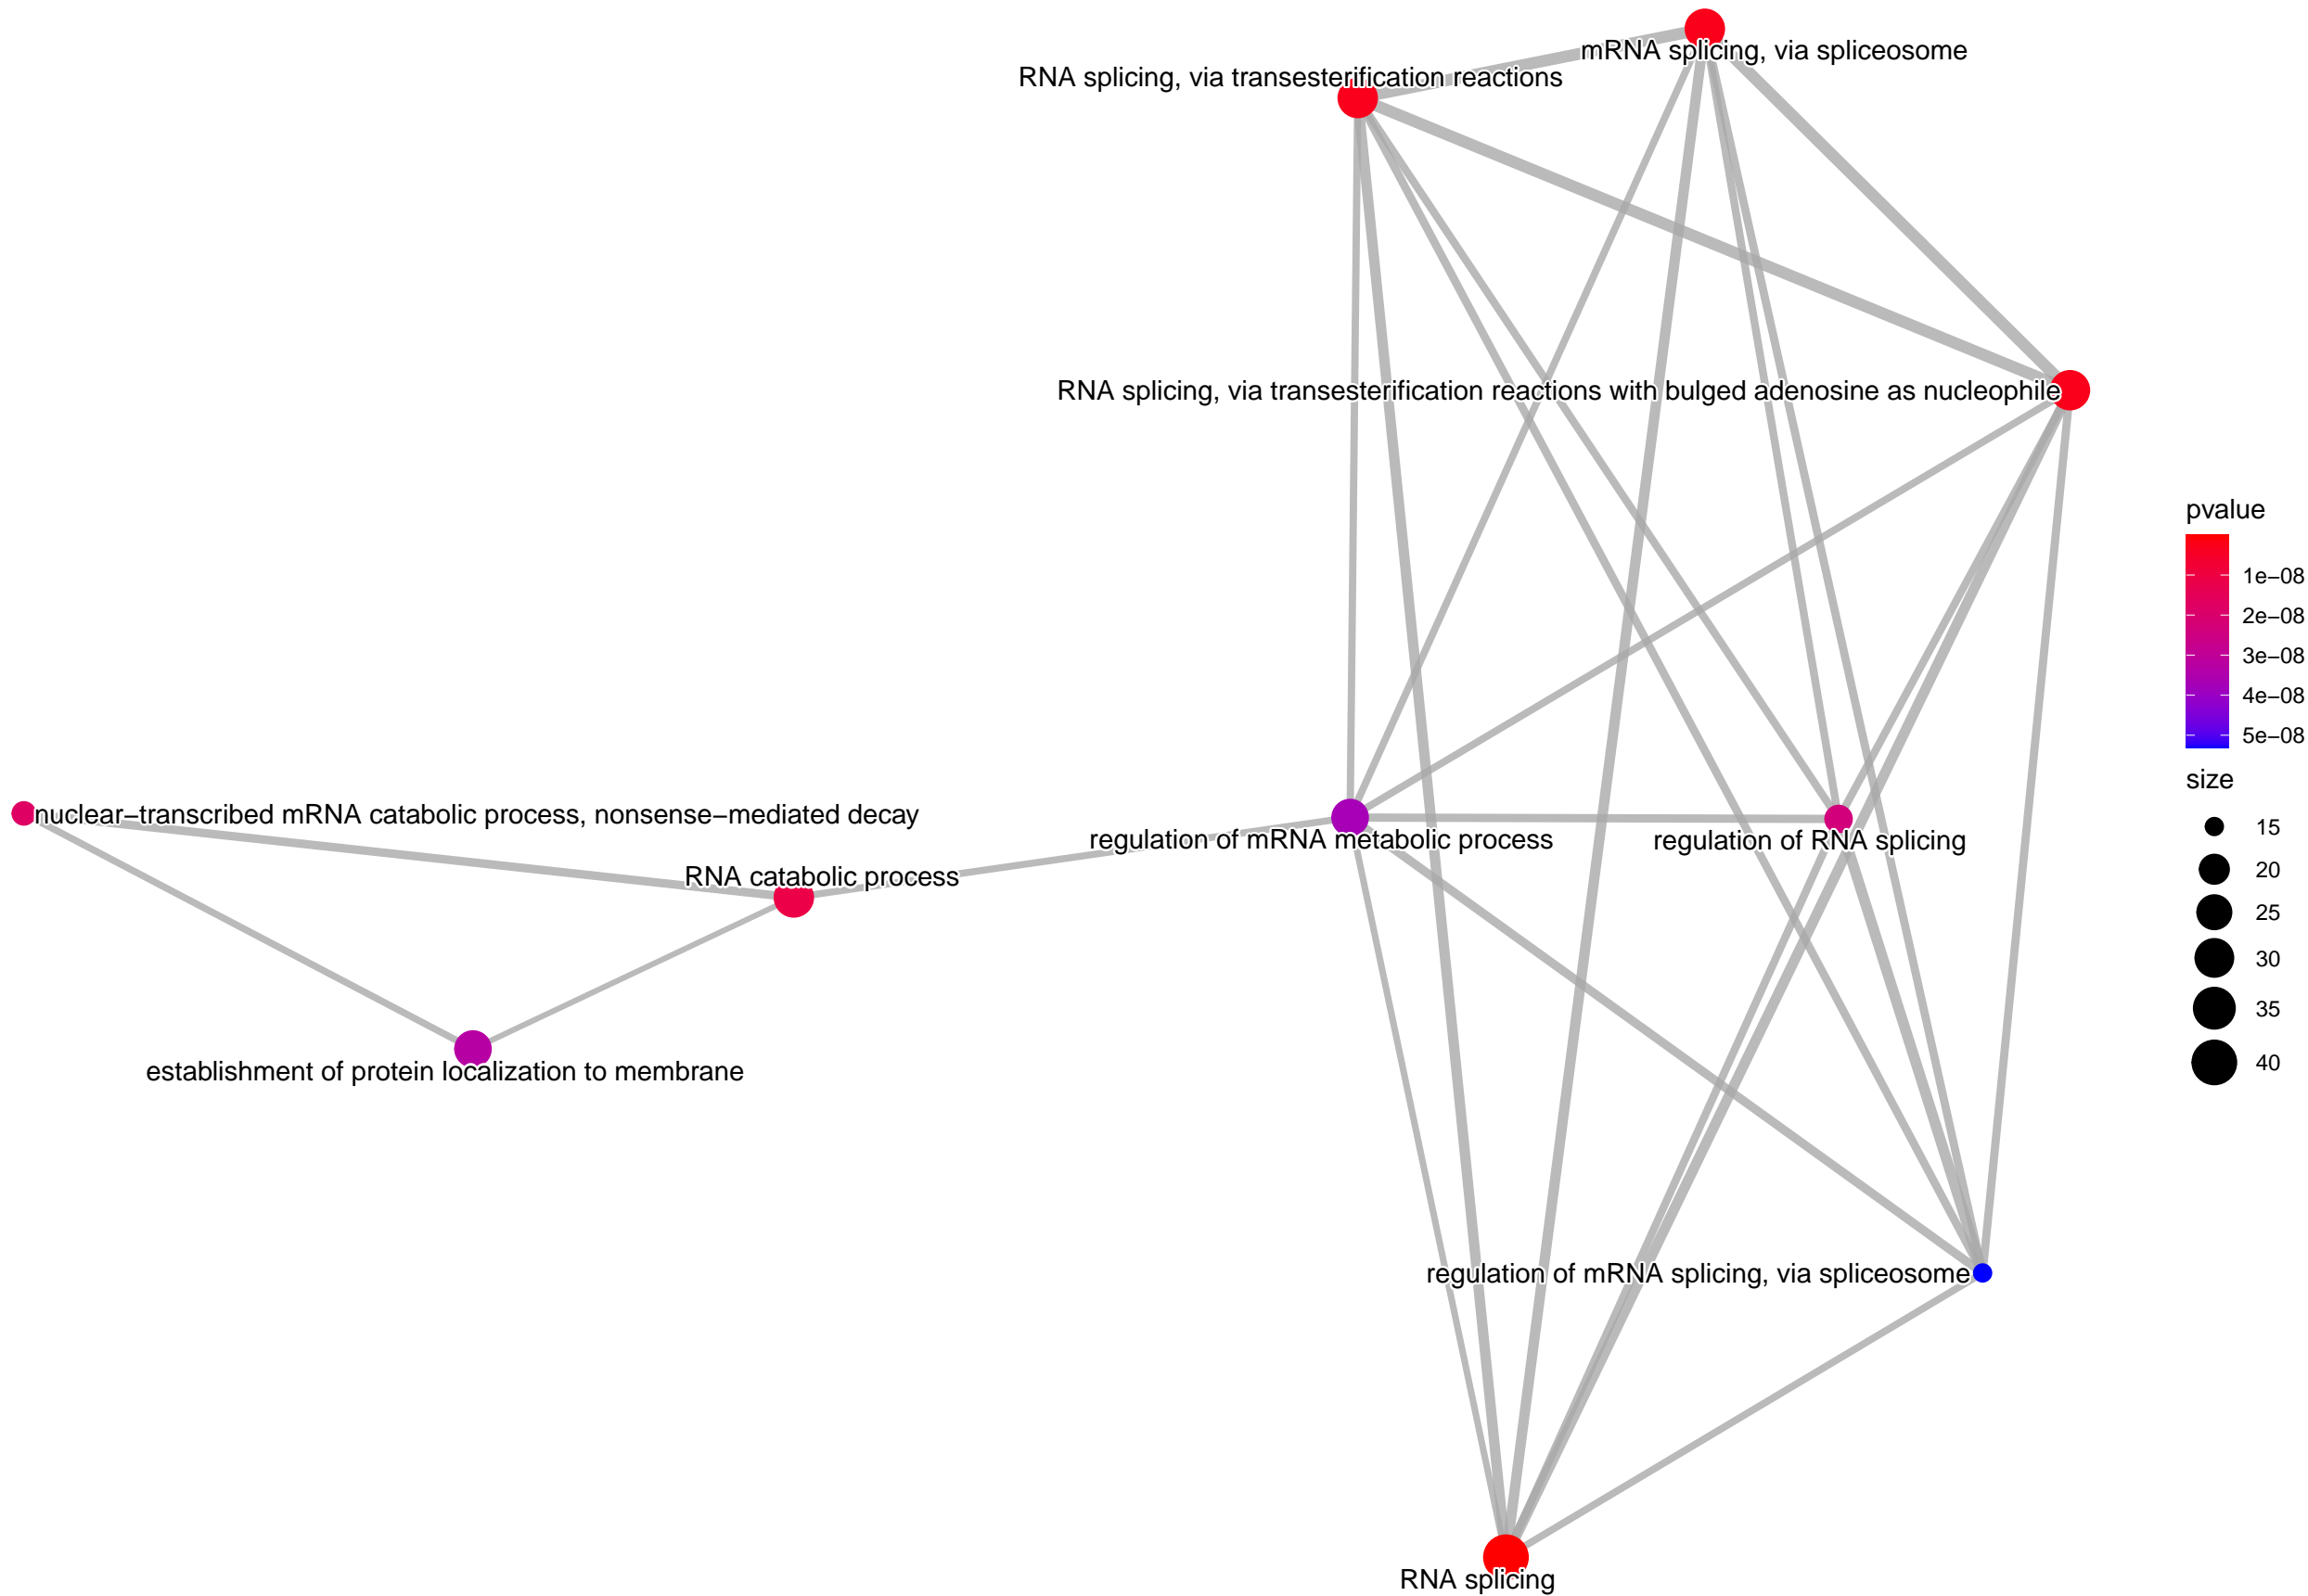 mRNA splicing, via spliceosome
RNA splicing, via transesterification reactions
RNA splicing, via transesterification reactions with bulged adenosine as nucleophile
pvalue
1e−08
2e−08
3e−08
4e−08
5e−08
size
15
20
25
30
35
40
nuclear−transcribed mRNA catabolic process, nonsense−mediated decay
regulation of mRNA metabolic process
regulation of RNA splicing
RNA catabolic process
establishment of protein localization to membrane
regulation of mRNA splicing, via spliceosome
RNA splicing